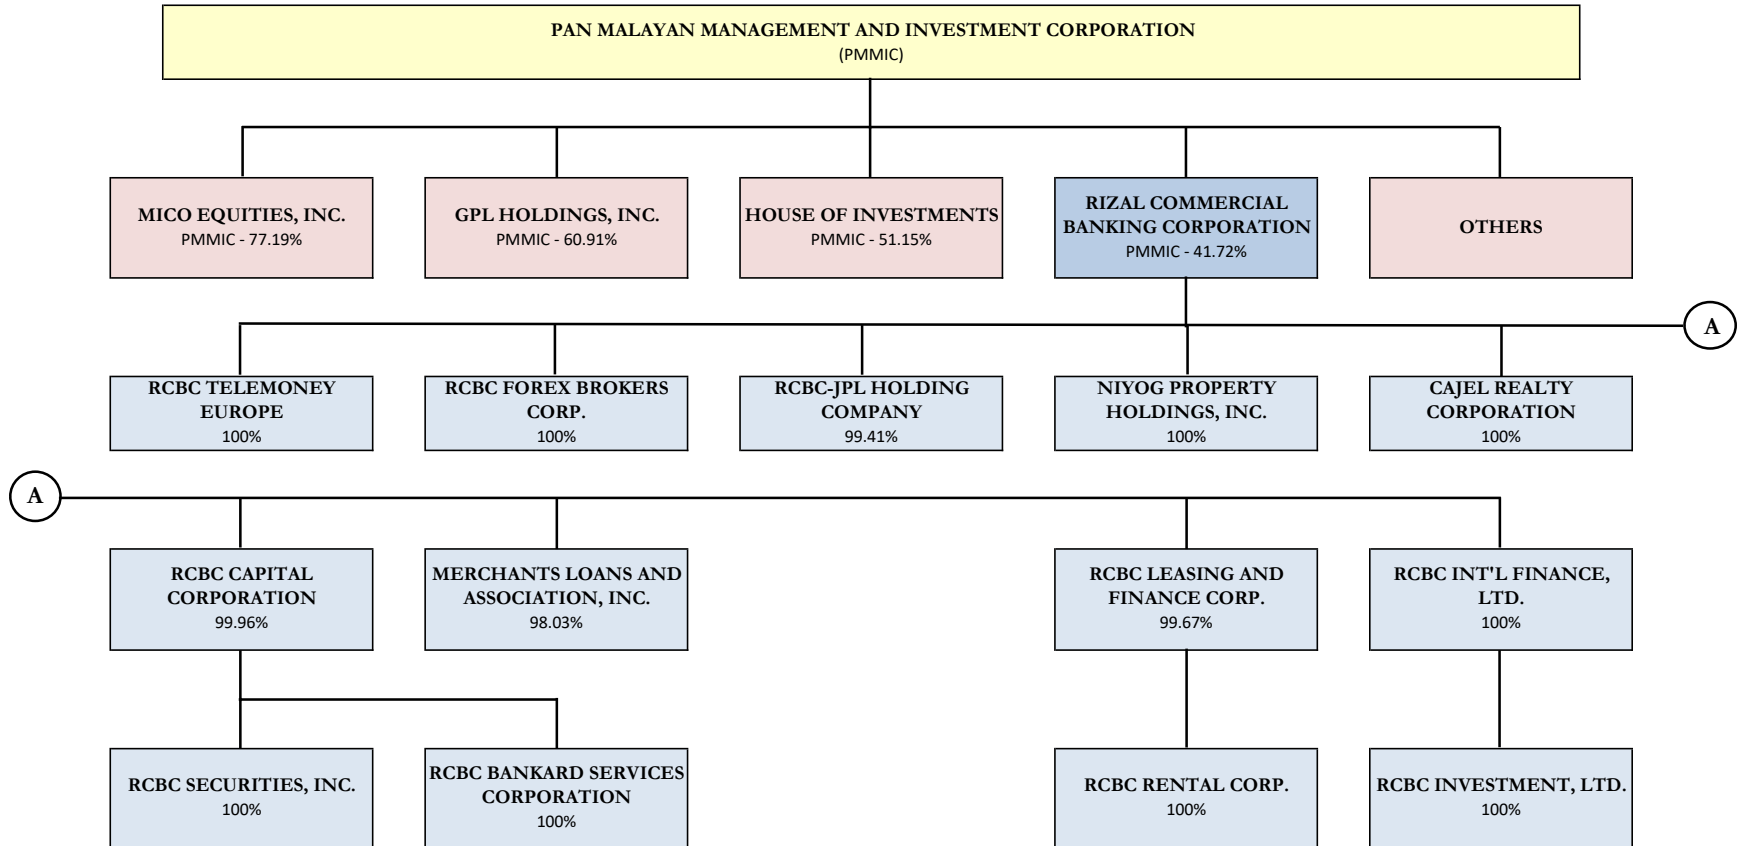 PAN MALAYAN MANAGEMENT AND INVESTMENT CORPORATION
(PMMIC)
MICO EQUITIES, INC.
PMMIC - 77.19%
GPL HOLDINGS, INC.
PMMIC - 60.91%
HOUSE OF INVESTMENTS
PMMIC - 51.15%
RIZAL COMMERCIAL
BANKING CORPORATION
PMMIC - 41.72%
OTHERS
A
RCBC TELEMONEY
EUROPE
100%
RCBC FOREX BROKERS
CORP.
100%
RCBC-JPL HOLDING
COMPANY
99.41%
NIYOG PROPERTY
HOLDINGS, INC.
100%
CAJEL REALTY
CORPORATION
100%
A
RCBC CAPITAL
CORPORATION
99.96%
MERCHANTS LOANS AND
ASSOCIATION, INC.
98.03%
RCBC LEASING AND
FINANCE CORP.
99.67%
RCBC INT'L FINANCE,
LTD.
100%
RCBC SECURITIES, INC.
100%
RCBC BANKARD SERVICES
CORPORATION
100%
RCBC RENTAL CORP.
100%
RCBC INVESTMENT, LTD.
100%